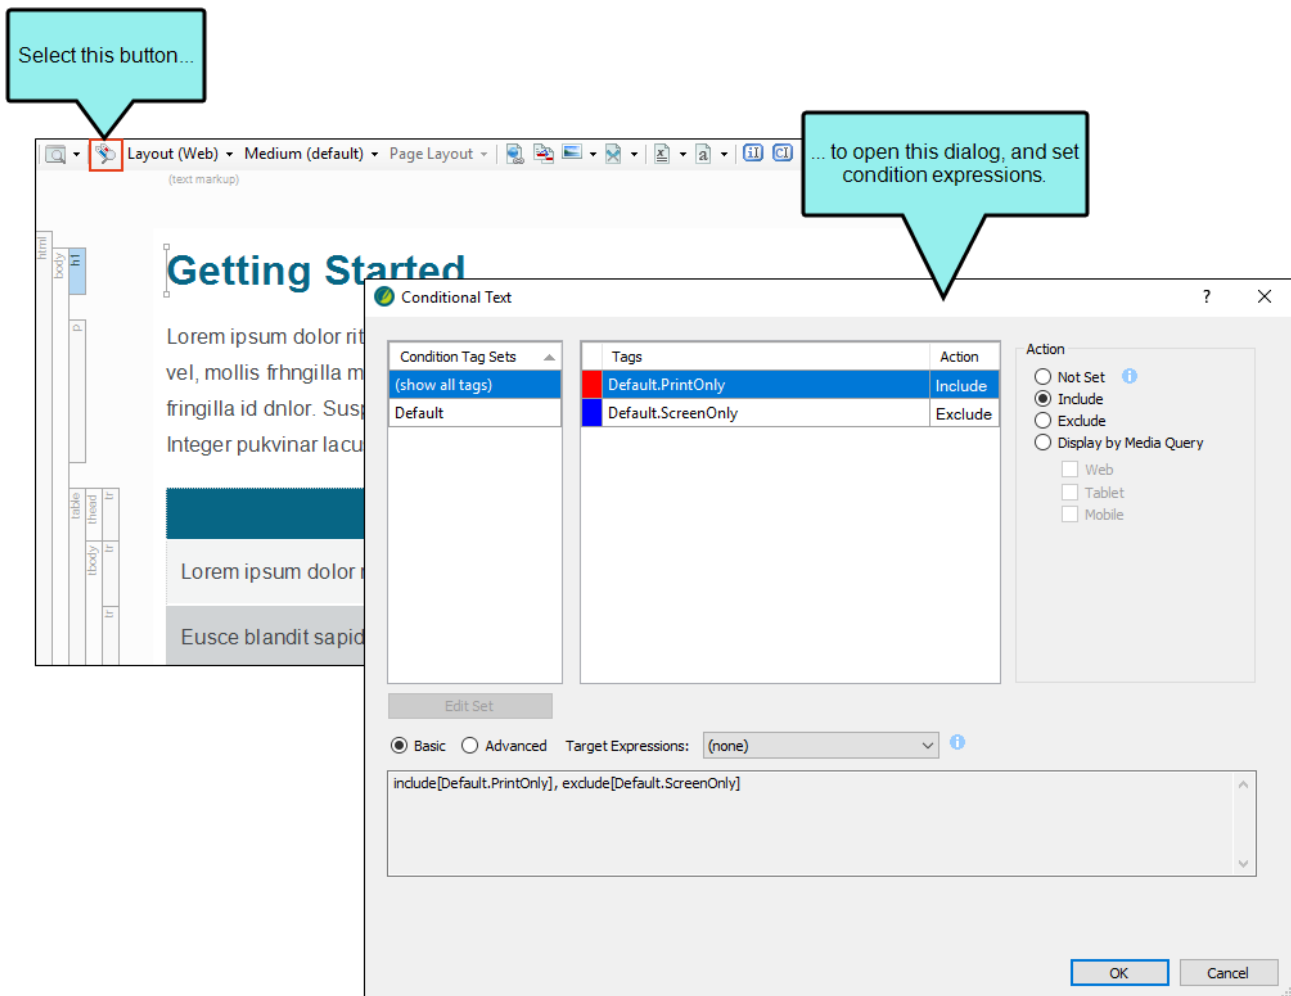 Select this button...
Layout (Web)  Medium (default)  Page Layout
... to open this dialog, and set
condition expressions.
(text markup)
html
body
h1
Getting Started
p
Lorem ipsum dolor rit
vel, mollis frhngilla m
fringilla id dnlor. Sus
Integer pukvinar lacu
table
thead
tr
tbody
tr
Lorem ipsum dolor
tr
Eusce blandit sapid
Conditional Text
?
Condition Tag Sets
(show all tags)
Default
Tags  Action
Default.PrintOnly  Include
Default.ScreenOnly  Exclude
Action
Not Set
Include
Exclude
Display by Media Query
Web
Tablet
Mobile
Edit Set
Basic  Advanced  Target Expressions:  (none)
include[Default.PrintOnly], exclude[Default.ScreenOnly]
OK  Cancel